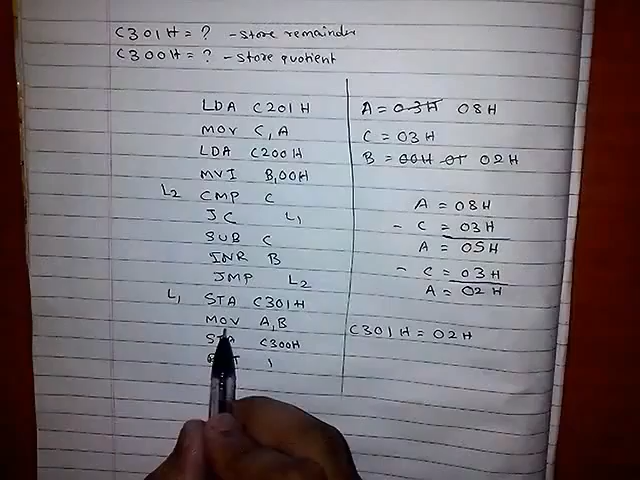 C301H = ? - store remainder
C300H = ? - store quotient
LDA C201H
MOV C,A
LDA C200H
MVI B,00H
L2 CMP C
JC L1
SUB C
INR B
JMP L2
L1 STA C301H
MOV A,B
STA C300H
1
A = 03H 08H
C = 03H
B = 00H 01 02H
A = 08H
- C = 03H
A = 05H
- C = 03H
A = 02H
C301H = 02H